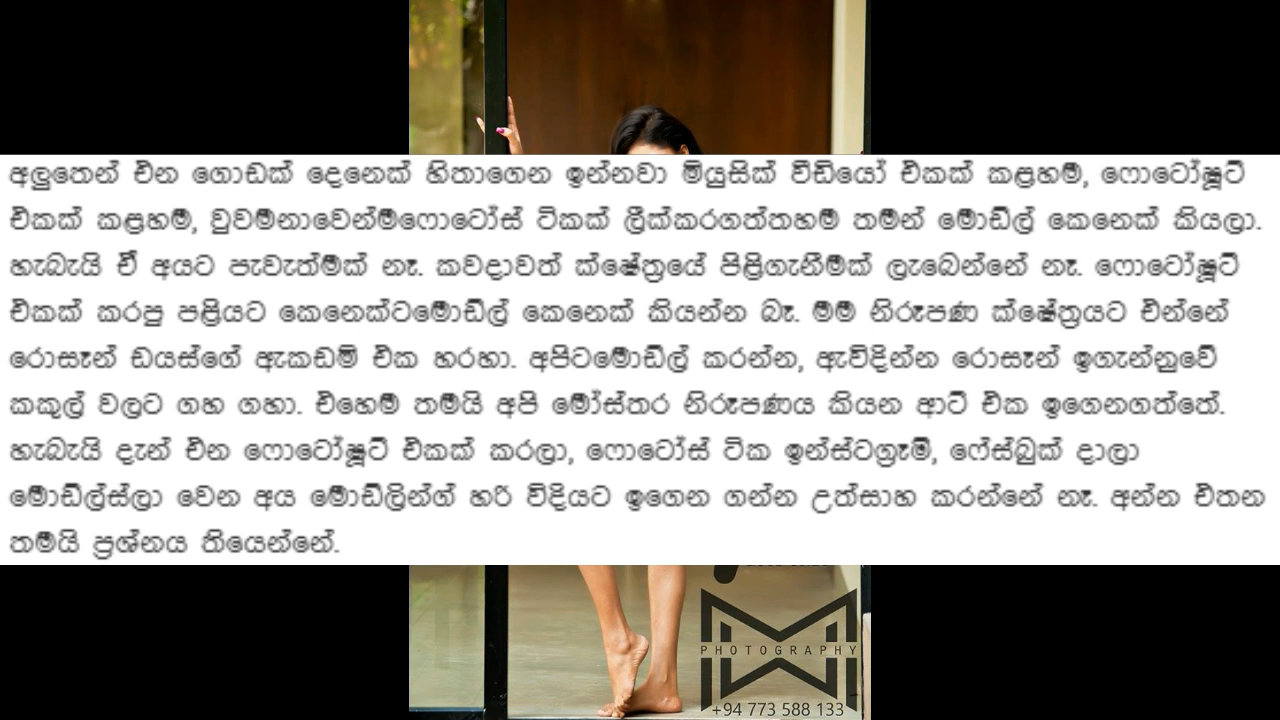 අලුතෙන් එන ගොඩක් දෙනෙක් හිතාගෙන ඉන්නවා මියුසික් වීඩියෝ එකක් කළහම, ෆොටෝෂූට්
එකක් කළහම, වුවමනාවෙන්මෆොටෝස් ටිකක් ලීක්කරගත්තහම තමන් මොඩල් කෙනෙක් කියලා.
හැබැයි ඒ අයට පැවැත්මක් නෑ. කවදාවත් ක්ෂේත්‍රයේ පිළිගැනීමක් ලැබෙන්නේ නෑ. ෆොටෝෂූට්
එකක් කරපු පළියට කෙනෙක්ටමොඩල් කෙනෙක් කියන්න බෑ. මම නිරූපණ ක්ෂේත්‍රයට එන්නේ
රොසෑන් ඩයස්ගේ ඇකඩමි එක හරහා. අපිටමොඩල් කරන්න, ඇවිදින්න රොසෑන් ඉගැන්නුවේ
කකුල් වලට ගහ ගහා. එහෙම තමයි අපි මෝස්තර නිරූපණය කියන ආට් එක ඉගෙනගත්තේ.
හැබැයි දැන් එන ෆොටෝෂූට් එකක් කරලා, ෆොටෝස් ටික ඉන්ස්ටග්‍රෑම්, ෆේස්බුක් දාලා
මොඩල්ස්ලා වෙන අය මොඩලින්ග් හරි විදියට ඉගෙන ගන්න උත්සාහ කරන්නේ නෑ. අන්න එතන
තමයි ප්‍රශ්නය තියෙන්නේ.
PHOTOGRAPHY
+94 773 588 133